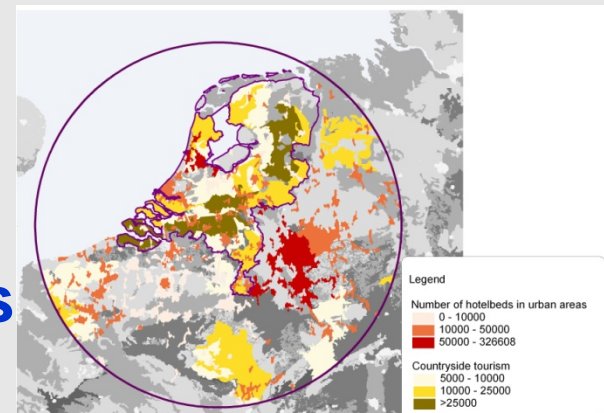 s
Legend
Number of hotelbeds in urban areas
0 - 10000
10000 - 50000
50000 - 326608
Countryside tourism
5000 - 10000
10000 - 25000
>25000